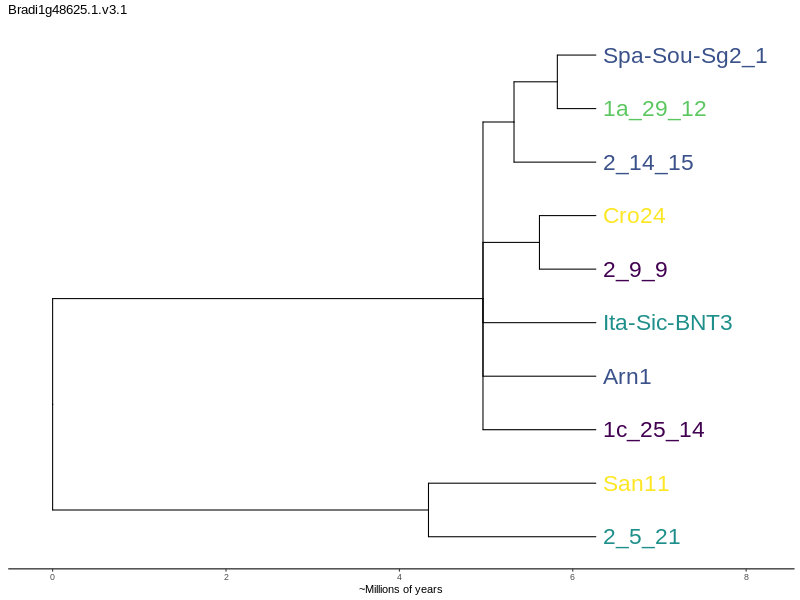 Bradi1g48625.1.v3.1
Spa-Sou-Sg2_1
1a_29_12
2_14_15
Cro24
2_9_9
Ita-Sic-BNT3
Arn1
1c_25_14
San11
2_5_21
0 2 4 6 8
~Millions of years